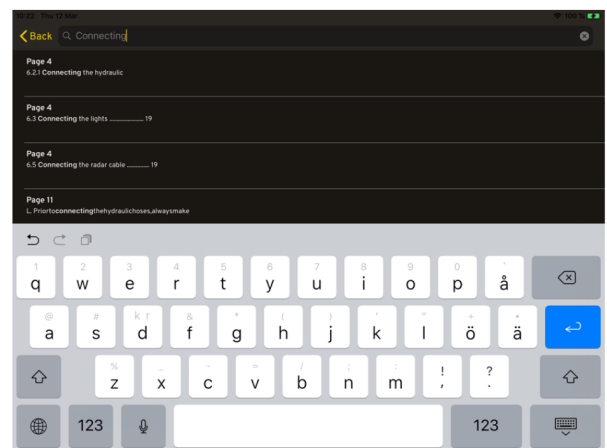 10:22 Thu 12 Mar 100 %
Back Connecting
Page 4
6.2.1 Connecting the hydraulic
Page 4
6.3 Connecting the lights .................... 19
Page 4
6.5 Connecting the radar cable ............. 19
Page 11
L. Priortoconnectingthehydraulichoses,alwaysmake
1 2 3 4 5 6 7 8 9 0 °
q w e r t y u i o p å
@ # k r & * ( ) ' " + •
a s d f g h j k l ö ä
% _ - = / ; : ! ?
z x c v b n m , .
123 123